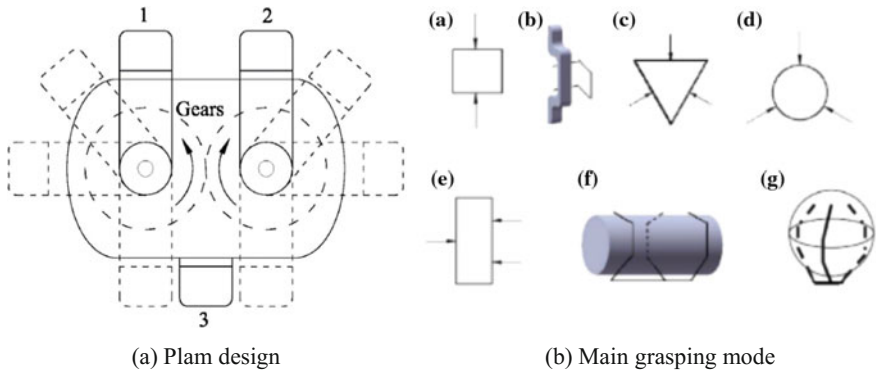 1
2
Gears
3
(a) Plam design
(a)
(b)
(c)
(d)
(e)
(f)
(g)
(b) Main grasping mode